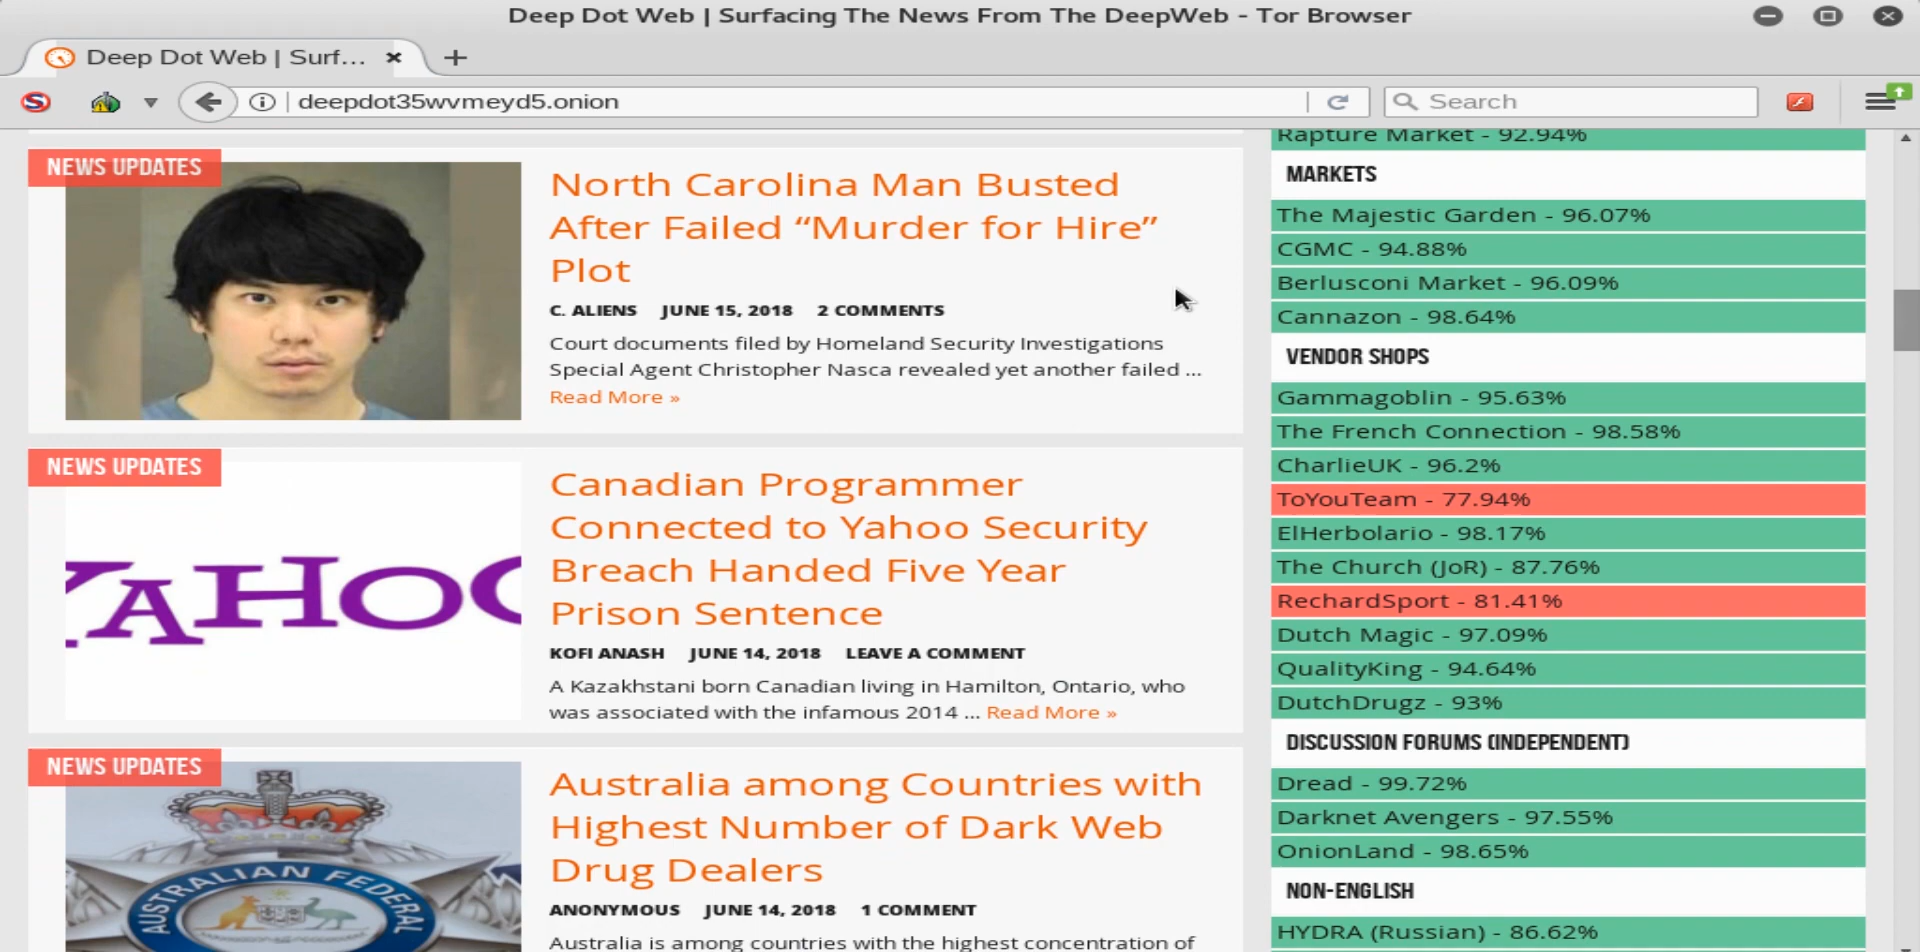 Deep Dot Web | Surfacing The News From The DeepWeb - Tor Browser
Deep Dot Web | Surf...
deepdot35wvmeyd5.onion
Search
NEWS UPDATES
North Carolina Man Busted
After Failed “Murder for Hire”
Plot
C. ALIENS JUNE 15, 2018 2 COMMENTS
Court documents filed by Homeland Security Investigations
Special Agent Christopher Nasca revealed yet another failed ...
Read More »
NEWS UPDATES
YAHOO
Canadian Programmer
Connected to Yahoo Security
Breach Handed Five Year
Prison Sentence
KOFI ANASH JUNE 14, 2018 LEAVE A COMMENT
A Kazakhstani born Canadian living in Hamilton, Ontario, who
was associated with the infamous 2014 ... Read More »
NEWS UPDATES
AUSTRALIAN FEDERAL
Australia among Countries with
Highest Number of Dark Web
Drug Dealers
ANONYMOUS JUNE 14, 2018 1 COMMENT
Australia is among countries with the highest concentration of
Rapture Market - 92.94%
MARKETS
The Majestic Garden - 96.07%
CGMC - 94.88%
Berlusconi Market - 96.09%
Cannazon - 98.64%
VENDOR SHOPS
Gammagoblin - 95.63%
The French Connection - 98.58%
CharlieUK - 96.2%
ToYouTeam - 77.94%
ElHerbolario - 98.17%
The Church (JoR) - 87.76%
RechardSport - 81.41%
Dutch Magic - 97.09%
QualityKing - 94.64%
DutchDrugz - 93%
DISCUSSION FORUMS (INDEPENDENT)
Dread - 99.72%
Darknet Avengers - 97.55%
OnionLand - 98.65%
NON-ENGLISH
HYDRA (Russian) - 86.62%